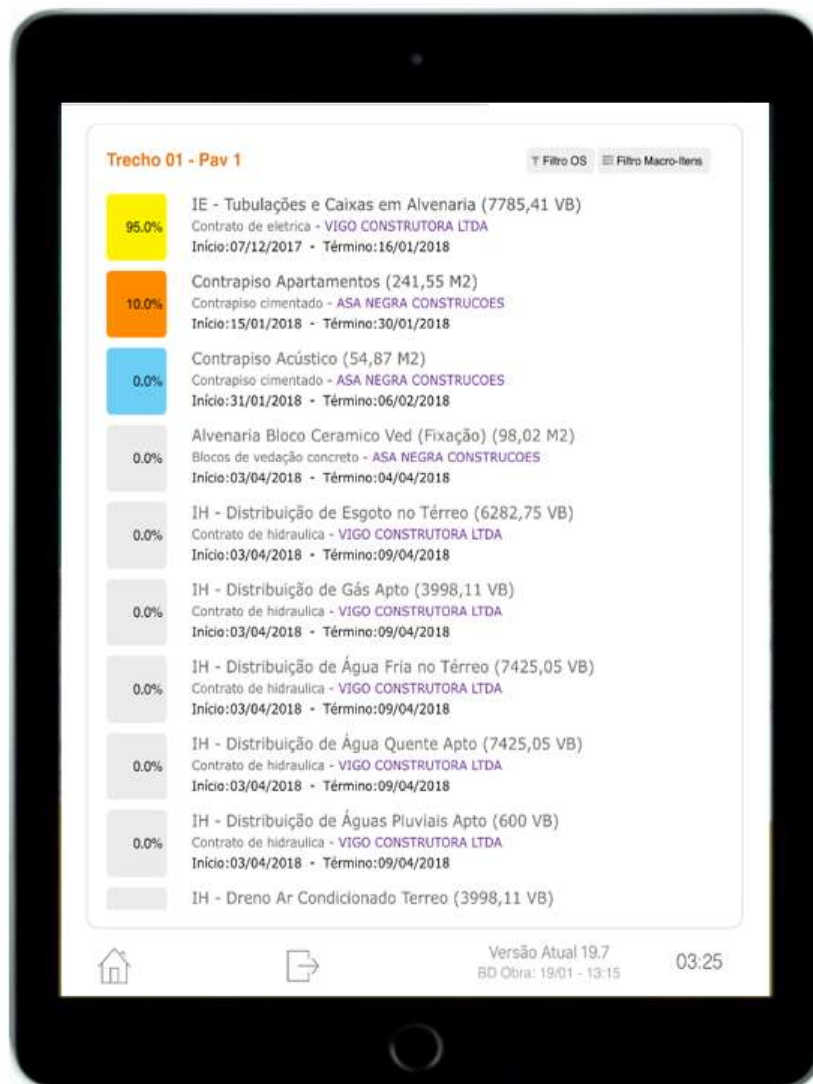 Trecho 01 - Pav 1
Filtro OS
Filtro Macro-Itens
95.0%
IE - Tubulações e Caixas em Alvenaria (7785,41 VB)
Contrato de eletrica - VIGO CONSTRUTORA LTDA
Início:07/12/2017 - Término:16/01/2018
10.0%
Contrapiso Apartamentos (241,55 M2)
Contrapiso cimentado - ASA NEGRA CONSTRUCOES
Início:15/01/2018 - Término:30/01/2018
0.0%
Contrapiso Acústico (54,87 M2)
Contrapiso cimentado - ASA NEGRA CONSTRUCOES
Início:31/01/2018 - Término:06/02/2018
0.0%
Alvenaria Bloco Ceramico Ved (Fixação) (98,02 M2)
Blocos de vedação concreto - ASA NEGRA CONSTRUCOES
Início:03/04/2018 - Término:04/04/2018
0.0%
IH - Distribuição de Esgoto no Térreo (6282,75 VB)
Contrato de hidraulica - VIGO CONSTRUTORA LTDA
Início:03/04/2018 - Término:09/04/2018
0.0%
IH - Distribuição de Gás Apto (3998,11 VB)
Contrato de hidraulica - VIGO CONSTRUTORA LTDA
Início:03/04/2018 - Término:09/04/2018
0.0%
IH - Distribuição de Água Fria no Térreo (7425,05 VB)
Contrato de hidraulica - VIGO CONSTRUTORA LTDA
Início:03/04/2018 - Término:09/04/2018
0.0%
IH - Distribuição de Água Quente Apto (7425,05 VB)
Contrato de hidraulica - VIGO CONSTRUTORA LTDA
Início:03/04/2018 - Término:09/04/2018
0.0%
IH - Distribuição de Águas Pluviais Apto (600 VB)
Contrato de hidraulica - VIGO CONSTRUTORA LTDA
Início:03/04/2018 - Término:09/04/2018
IH - Dreno Ar Condicionado Terreo (3998,11 VB)
Versão Atual 19.7
BD Obra: 19/01 - 13:15
03:25